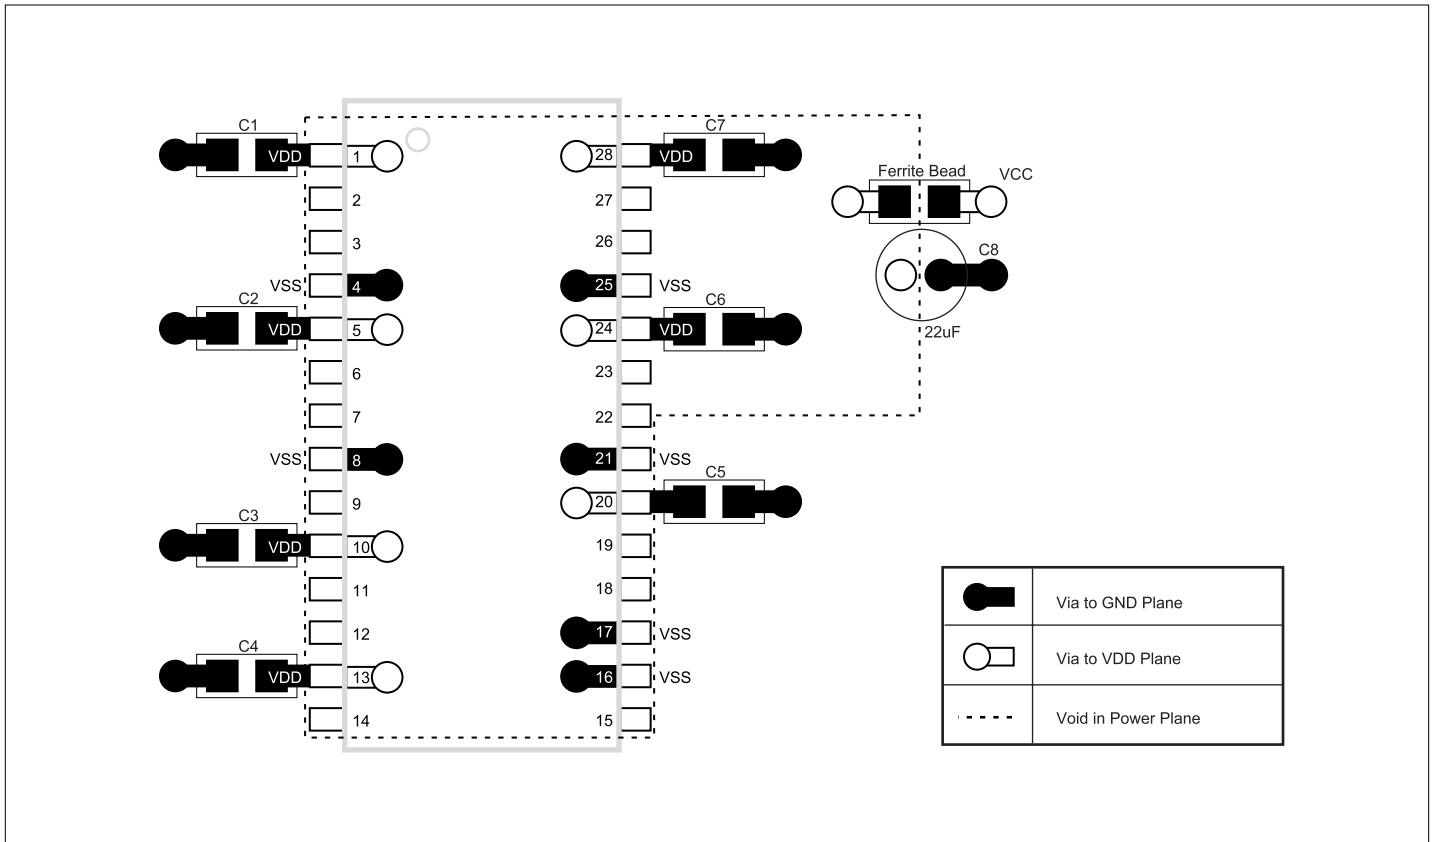 C1
C7
VDD
1
28
VDD
Ferrite Bead
VCC
2
27
3
26
C8
VSS
4
25
VSS
C2
C6
VDD
5
24
VDD
22uF
6
23
7
22
VSS
8
21
VSS
C5
9
20
C3
VDD
10
19
11
18
12
17
VSS
C4
VDD
13
16
VSS
14
15
Via to GND Plane
Via to VDD Plane
Void in Power Plane